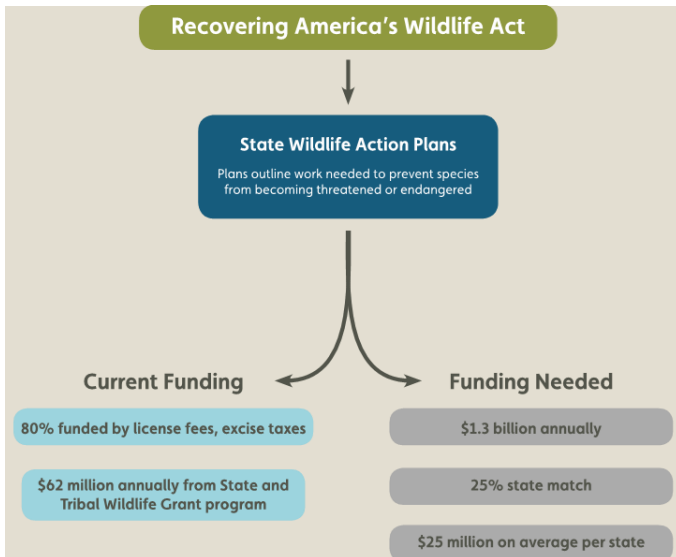 Recovering America's Wildlife Act
State Wildlife Action Plans
Plans outline work needed to prevent species
from becoming threatened or endangered
Current Funding
80% funded by license fees, excise taxes
$62 million annually from State and
Tribal Wildlife Grant program
Funding Needed
$1.3 billion annually
25% state match
$25 million on average per state